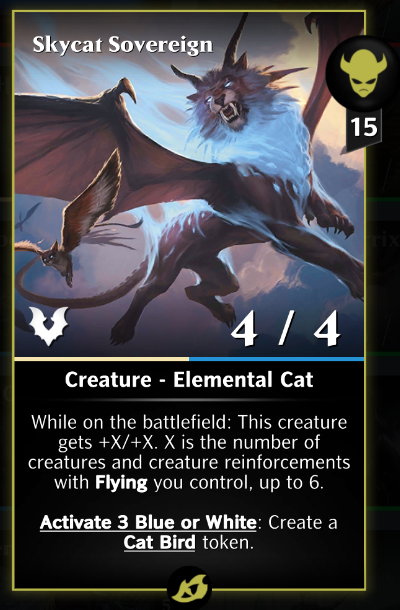 Skycat Sovereign
15
4 / 4
Creature - Elemental Cat
While on the battlefield: This creature
gets +X/+X. X is the number of
creatures and creature reinforcements
with Flying you control, up to 6.
Activate 3 Blue or White: Create a
Cat Bird token.